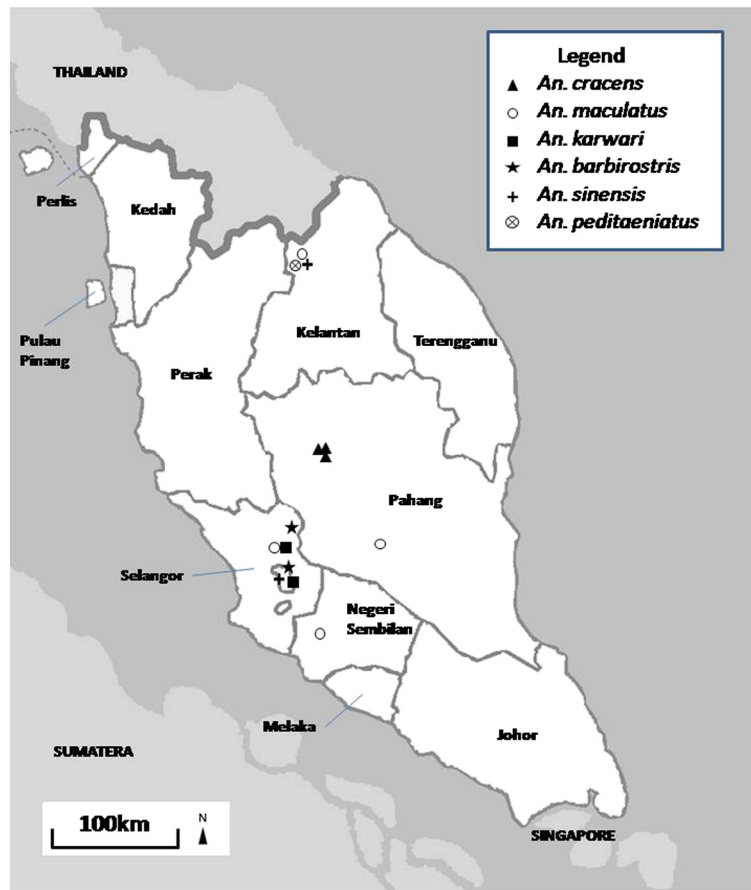 THAILAND
Legend
An. cracens
An. maculatus
An. karwari
An. barbirostris
An. sinensis
An. peditaeniatus
Perlis
Kedah
Pulau
Pinang
Kelantan
Terengganu
Perak
Pahang
Selangor
Negeri
Sembilan
Melaka
Johor
SUMATERA
100km
N
SINGAPORE